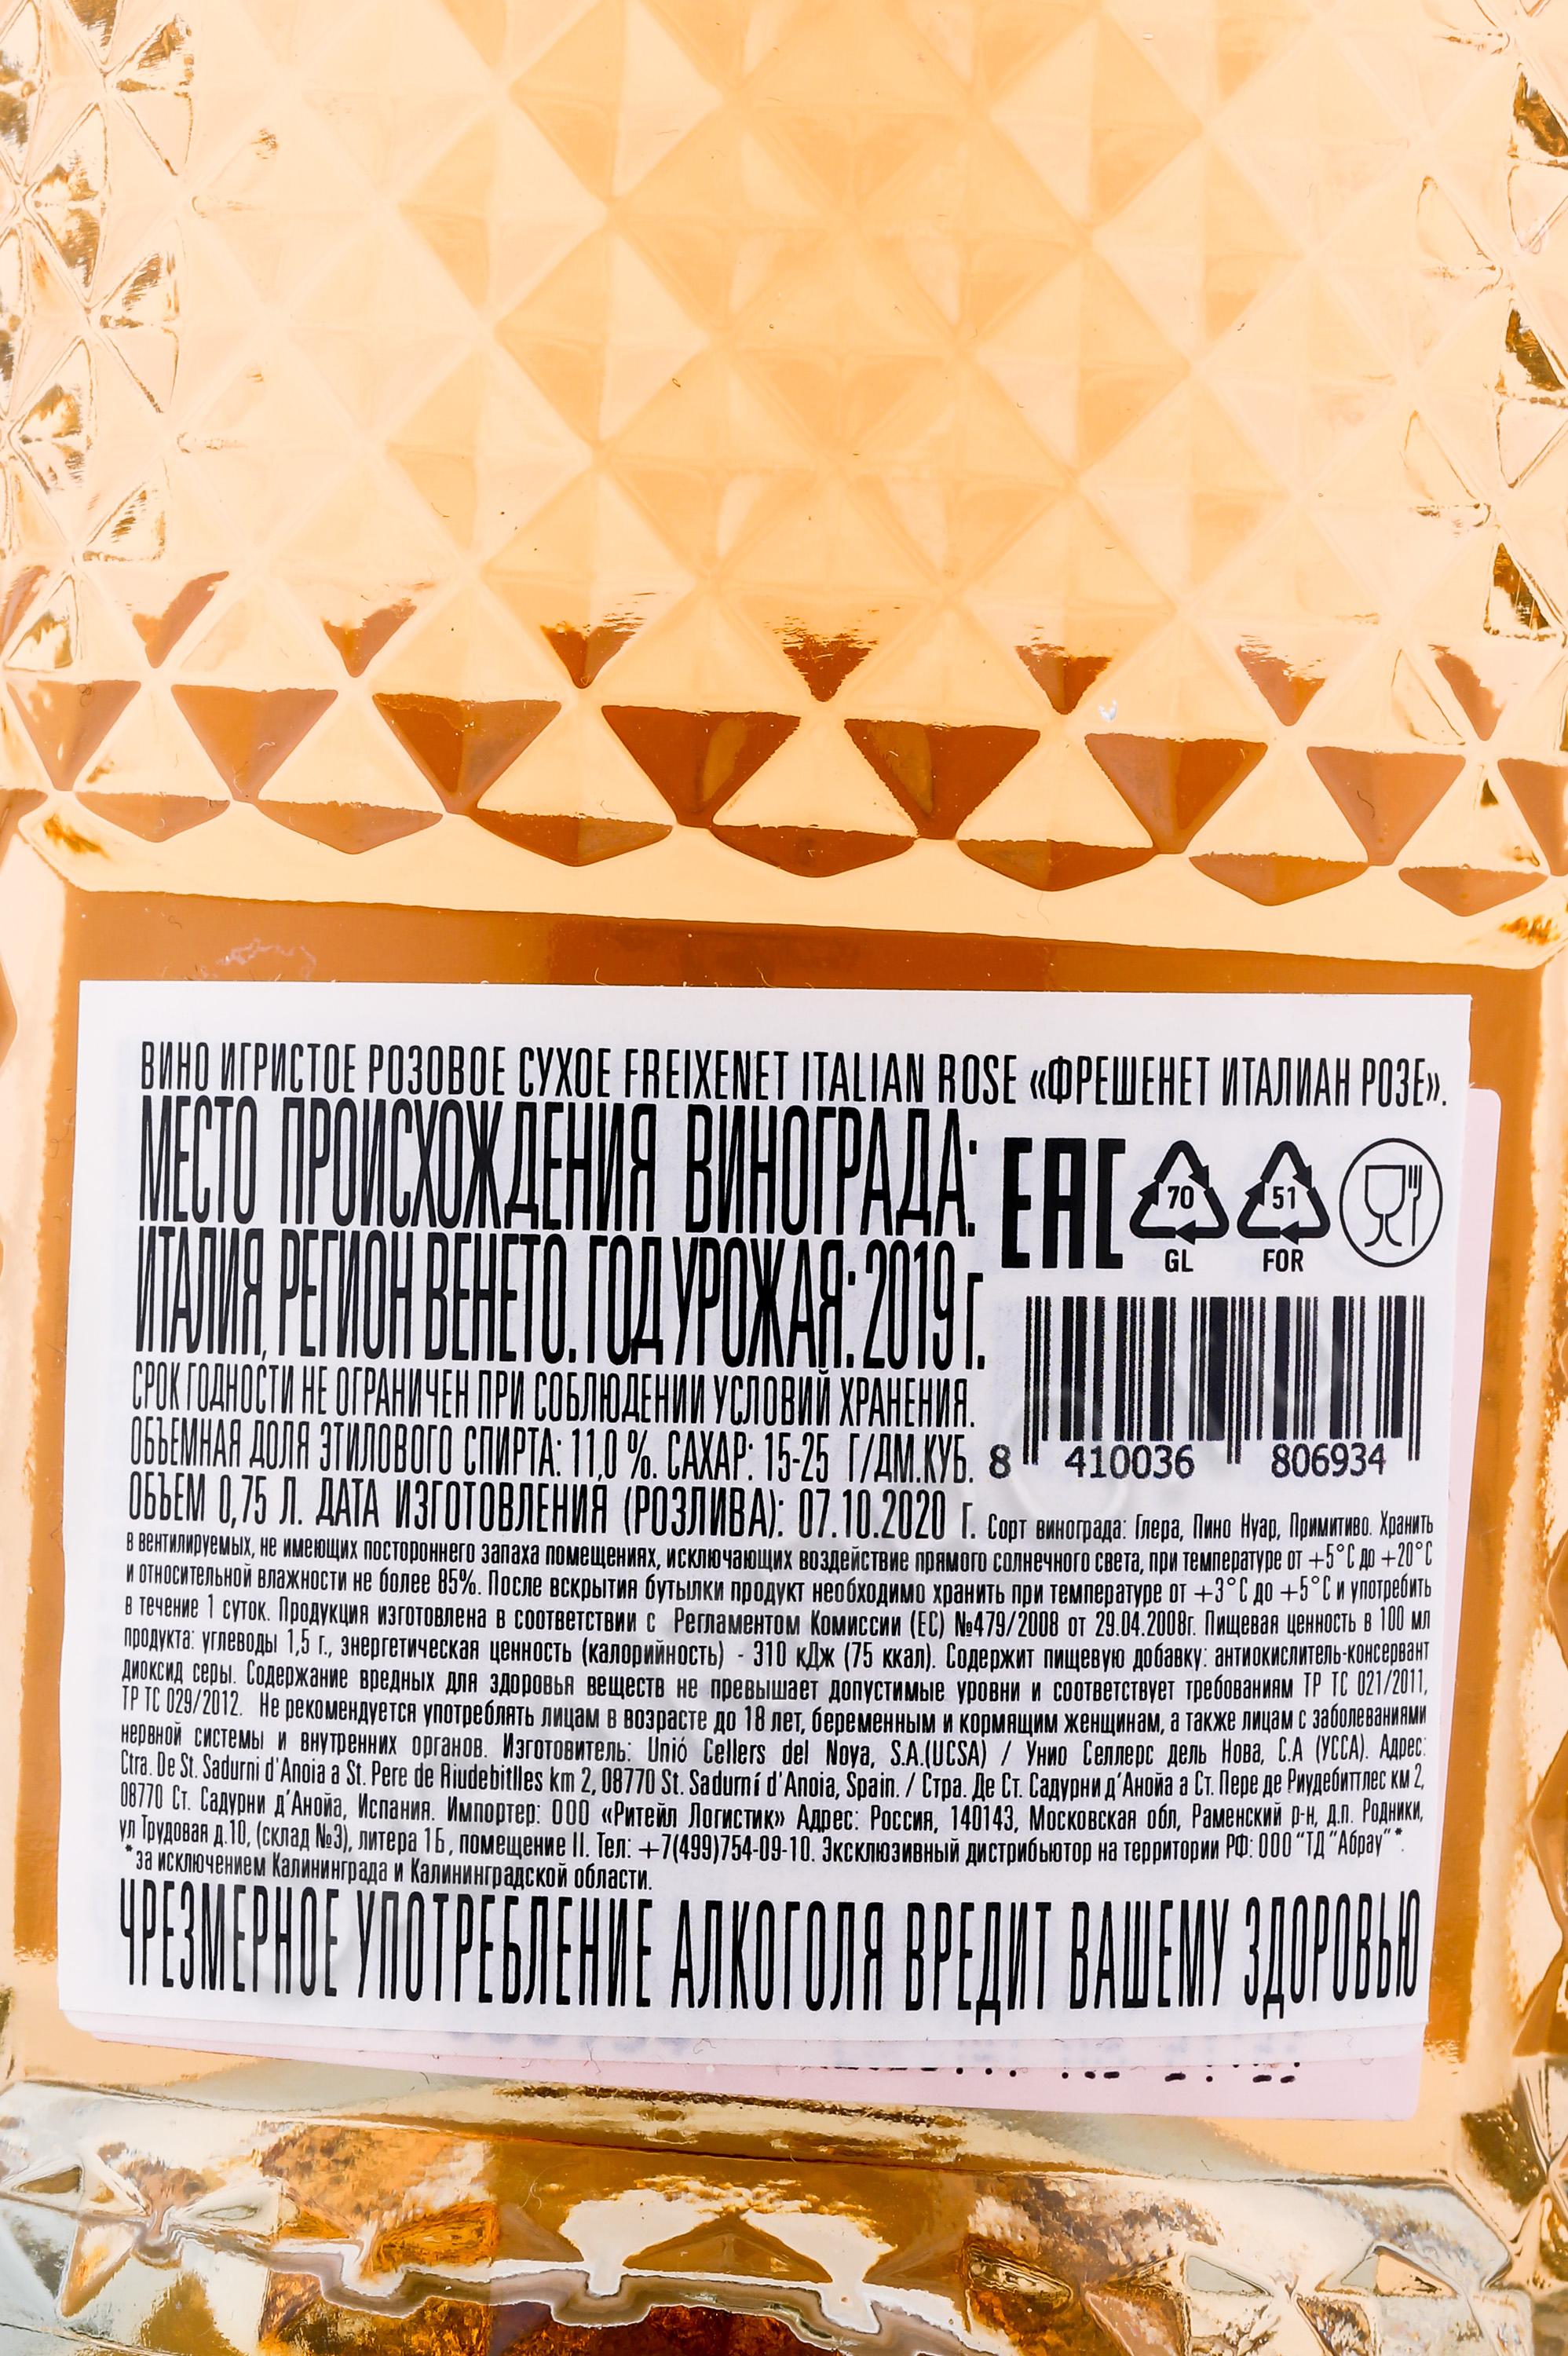 ВИНО ИГРИСТОЕ РОЗОВОЕ СУХОЕ FREIXENET ITALIAN ROSE «ФРЕШЕНЕТ ИТАЛИАН РОЗЕ».
МЕСТО ПРОИСХОЖДЕНИЯ ВИНОГРАДА:
ИТАЛИЯ, РЕГИОН ВЕНЕТО. ГОД УРОЖАЯ: 2019 г.
EAC
70
GL
51
FOR
СРОК ГОДНОСТИ НЕ ОГРАНИЧЕН ПРИ СОБЛЮДЕНИИ УСЛОВИЙ ХРАНЕНИЯ.
ОБЪЕМНАЯ ДОЛЯ ЭТИЛОВОГО СПИРТА: 11,0 %. САХАР: 15-25 Г/ДМ.КУБ.
8 410036 806934
ОБЪЕМ 0,75 Л. ДАТА ИЗГОТОВЛЕНИЯ (РОЗЛИВА): 07.10.2020 г. Сорт винограда: Глера, Пино Нуар, Примитиво. Хранить
в вентилируемых, не имеющих постороннего запаха помещениях, исключающих воздействие прямого солнечного света, при температуре от +5°C до +20°C
и относительной влажности не более 85%. После вскрытия бутылки продукт необходимо хранить при температуре от +3°C до +5°C и употребить
в течение 1 суток. Продукция изготовлена в соответствии с Регламентом Комиссии (ЕС) №479/2008 от 29.04.2008г. Пищевая ценность в 100 мл
продукта: углеводы 1,5 г., энергетическая ценность (калорийность) - 310 кДж (75 ккал). Содержит пищевую добавку: антиокислитель-консервант
диоксид серы. Содержание вредных для здоровья веществ не превышает допустимые уровни и соответствует требованиям ТР ТС 021/2011,
ТР ТС 029/2012. Не рекомендуется употреблять лицам в возрасте до 18 лет, беременным и кормящим женщинам, а также лицам с заболеваниями
нервной системы и внутренних органов. Изготовитель: Unió Cellers del Noya, S.A.(UCSA) / Унио Селлерс дель Нова, С.А (УССА). Адрес:
Ctra. De St. Sadurni d'Anoia a St. Pere de Riudebitlles km 2, 08770 St. Sadurní d'Anoia, Spain. / Стра. Де Ст. Садурни д'Анойа а Ст. Пере де Риудебитлес км 2,
08770 Ст. Садурни д'Анойа, Испания. Импортер: ООО «Ритейл Логистик» Адрес: Россия, 140143, Московская обл, Раменский р-н, д.п. Родники,
ул Трудовая д.10, (склад №3), литера 1Б, помещение II. Тел: +7(499)754-09-10. Эксклюзивный дистрибьютор на территории РФ: ООО "ТД "Абрау"*.
*за исключением Калининграда и Калининградской области.
ЧРЕЗМЕРНОЕ УПОТРЕБЛЕНИЕ АЛКОГОЛЯ ВРЕДИТ ВАШЕМУ ЗДОРОВЬЮ